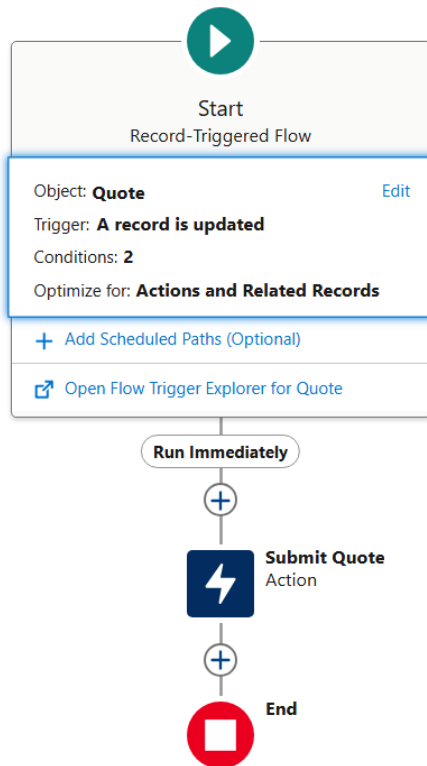 Start
Record-Triggered Flow
Object: Quote Edit
Trigger: A record is updated
Conditions: 2
Optimize for: Actions and Related Records
+ Add Scheduled Paths (Optional)
Open Flow Trigger Explorer for Quote
Run Immediately
Submit Quote
Action
End